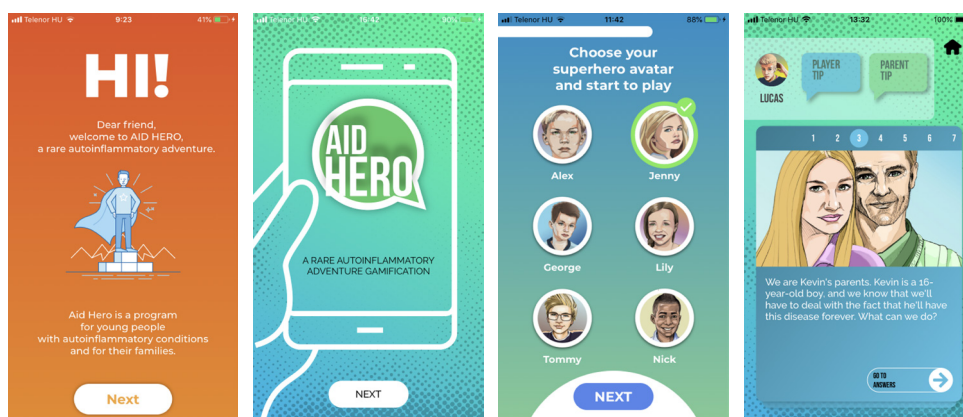 Telenor HU 9:23 41%
HI!
Dear friend,
welcome to AID HERO,
a rare autoinflammatory adventure.
Aid Hero is a program
for young people
with autoinflammatory conditions
and for their families.
Next
Telenor HU
AID
HERO
A RARE AUTOINFLAMMATORY
ADVENTURE GAMIFICATION
NEXT
Telenor HU 11:42 88%
Choose your
superhero avatar
and start to play
Alex Jenny
George Lily
Tommy Nick
NEXT
Telenor HU 13:32 100%
PLAYER
TIP
PARENT
TIP
LUCAS
1 2 3 4 5 6 7
We are Kevin's parents. Kevin is a 16-
year-old boy, and we know that we'll
have to deal with the fact that he'll have
this disease forever. What can we do?
GO TO
ANSWERS